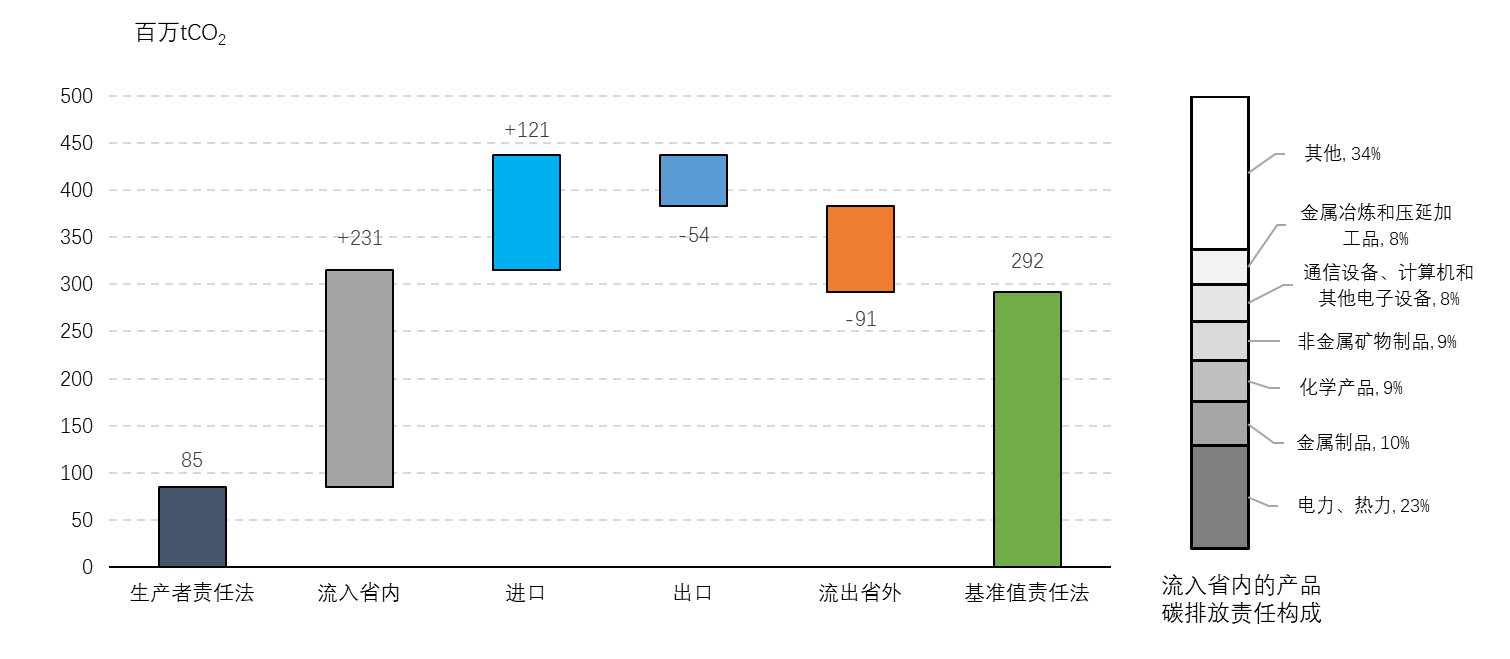 百万tCO₂
500
450
400
350
300
250
200
150
100
50
0
85
+231
+121
-54
-91
292
生产者责任法
流入省内
进口
出口
流出省外
基准值责任法
其他, 34%
金属冶炼和压延加
工品, 8%
通信设备、计算机和
其他电子设备, 8%
非金属矿物制品, 9%
化学产品, 9%
金属制品, 10%
电力、热力, 23%
流入省内的产品
碳排放责任构成